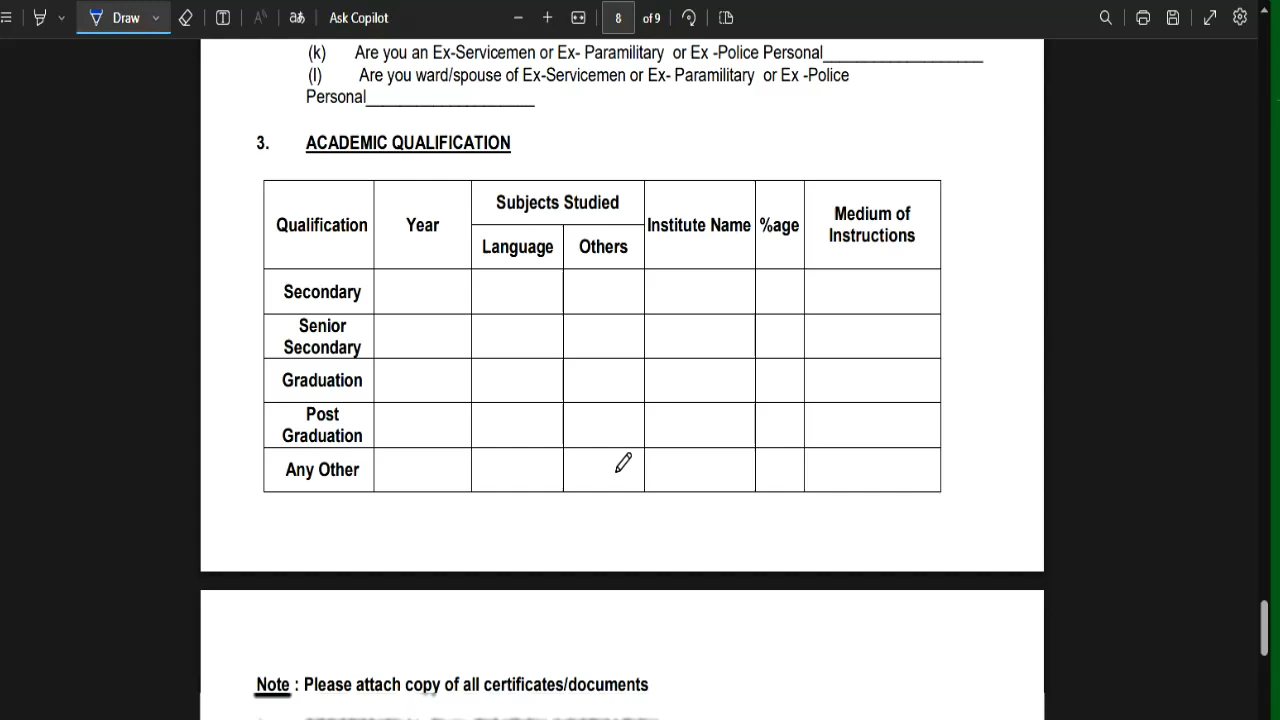 Draw
Ask Copilot
8 of 9
(k) Are you an Ex-Servicemen or Ex- Paramilitary or Ex -Police Personal___________________
(l) Are you ward/spouse of Ex-Servicemen or Ex- Paramilitary or Ex -Police
Personal____________________
3. ACADEMIC QUALIFICATION
Qualification Year Subjects Studied Institute Name %age Medium of Instructions
Language Others
Secondary
Senior
Secondary
Graduation
Post
Graduation
Any Other
Note : Please attach copy of all certificates/documents